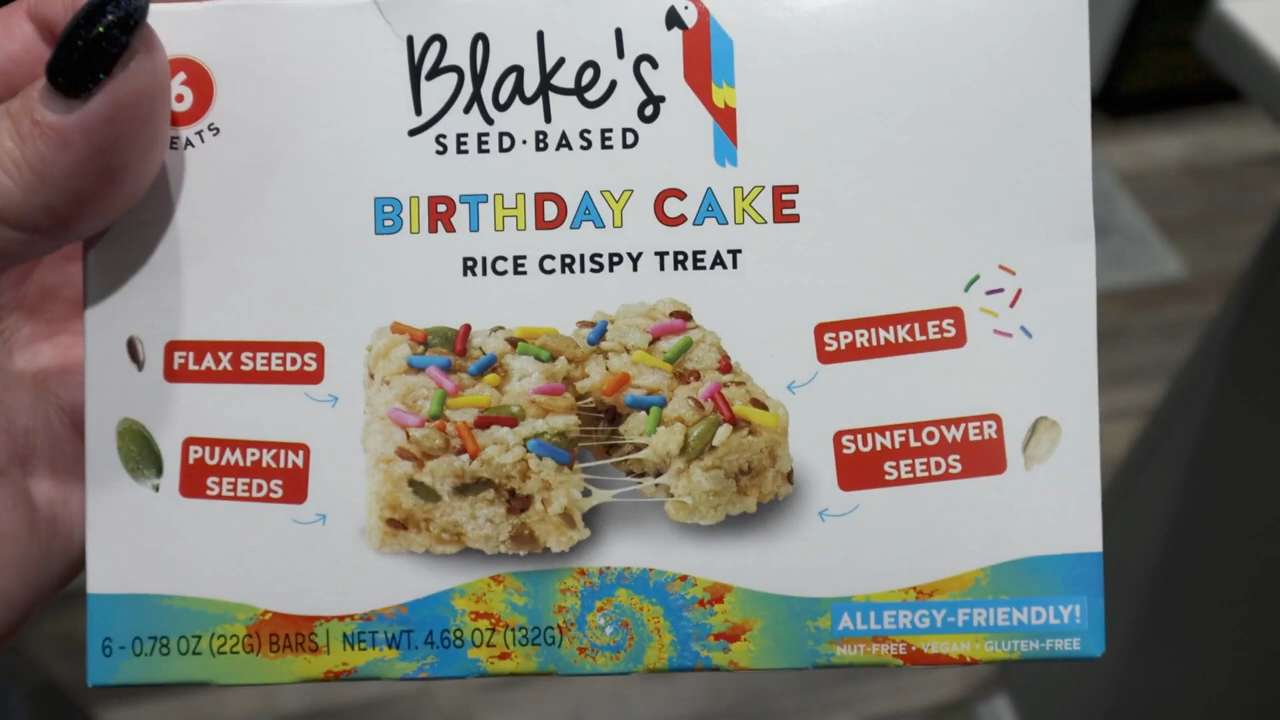 6
EATS
Blake's
SEED·BASED
BIRTHDAY CAKE
RICE CRISPY TREAT
FLAX SEEDS
PUMPKIN
SEEDS
SPRINKLES
SUNFLOWER
SEEDS
6 - 0.78 OZ (22G) BARS | NET WT. 4.68 OZ (132G)
ALLERGY-FRIENDLY!
NUT-FREE • VEGAN • GLUTEN-FREE